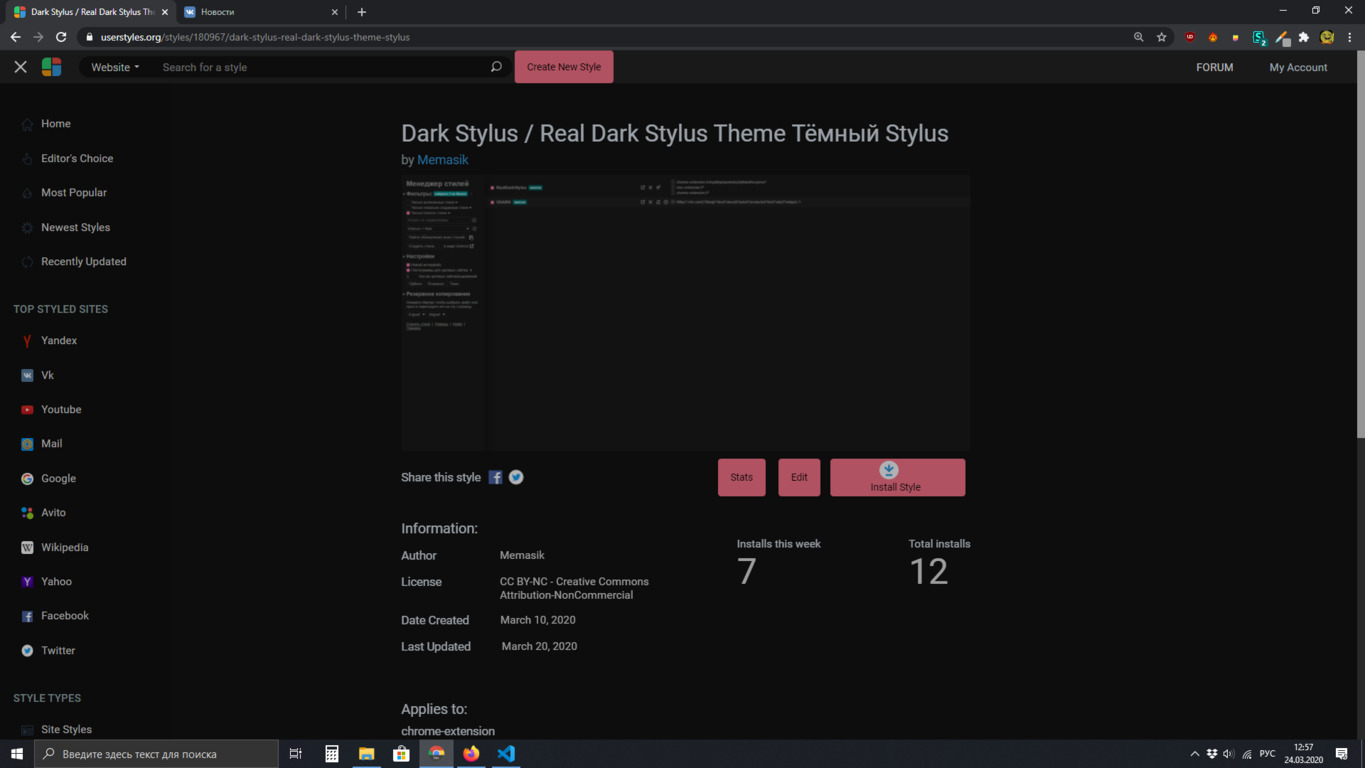 Dark Stylus / Real Dark Stylus The
Новости
userstyles.org/styles/180967/dark-stylus-real-dark-stylus-theme-stylus
2
Website
Search for a style
Create New Style
FORUM
My Account
Home
Editor's Choice
Most Popular
Newest Styles
Recently Updated
TOP STYLED SITES
Yandex
Vk
Youtube
Mail
Google
Avito
Wikipedia
Yahoo
Facebook
Twitter
STYLE TYPES
Site Styles
Dark Stylus / Real Dark Stylus Theme Тёмный Stylus
by Memasik
Менеджер стилей
Фильтры:
Настройки
Резервное копирование
Share this style
Stats
Edit
Install Style
Information:
Author
Memasik
License
CC BY-NC - Creative Commons
Attribution-NonCommercial
Date Created
March 10, 2020
Last Updated
March 20, 2020
Installs this week
7
Total installs
12
Applies to:
chrome-extension
Введите здесь текст для поиска
РУС
12:57
24.03.2020